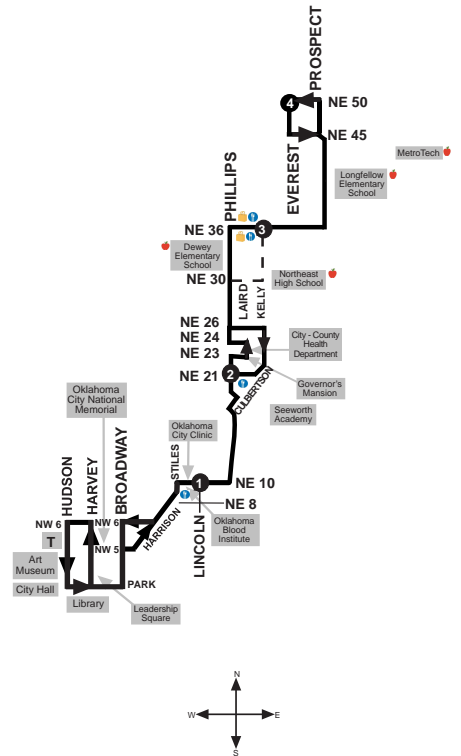 PROSPECT
4
NE 50
NE 45
EVEREST
MetroTech
Longfellow
Elementary
School
PHILLIPS
NE 36
3
Dewey
Elementary
School
NE 30
Northeast
High School
LAIRD
KELLY
NE 26
NE 24
NE 23
City - County
Health
Department
NE 21
2
CULBERTSON
Governor's
Mansion
Seeworth
Academy
Oklahoma
City National
Memorial
Oklahoma
City Clinic
STILES
1
NE 10
NE 8
LINCOLN
Oklahoma
Blood
Institute
HUDSON
HARVEY
BROADWAY
HARRISON
NW 6
NW 6
NW 5
T
Art
Museum
City Hall
Library
PARK
Leadership
Square
N
W
E
S